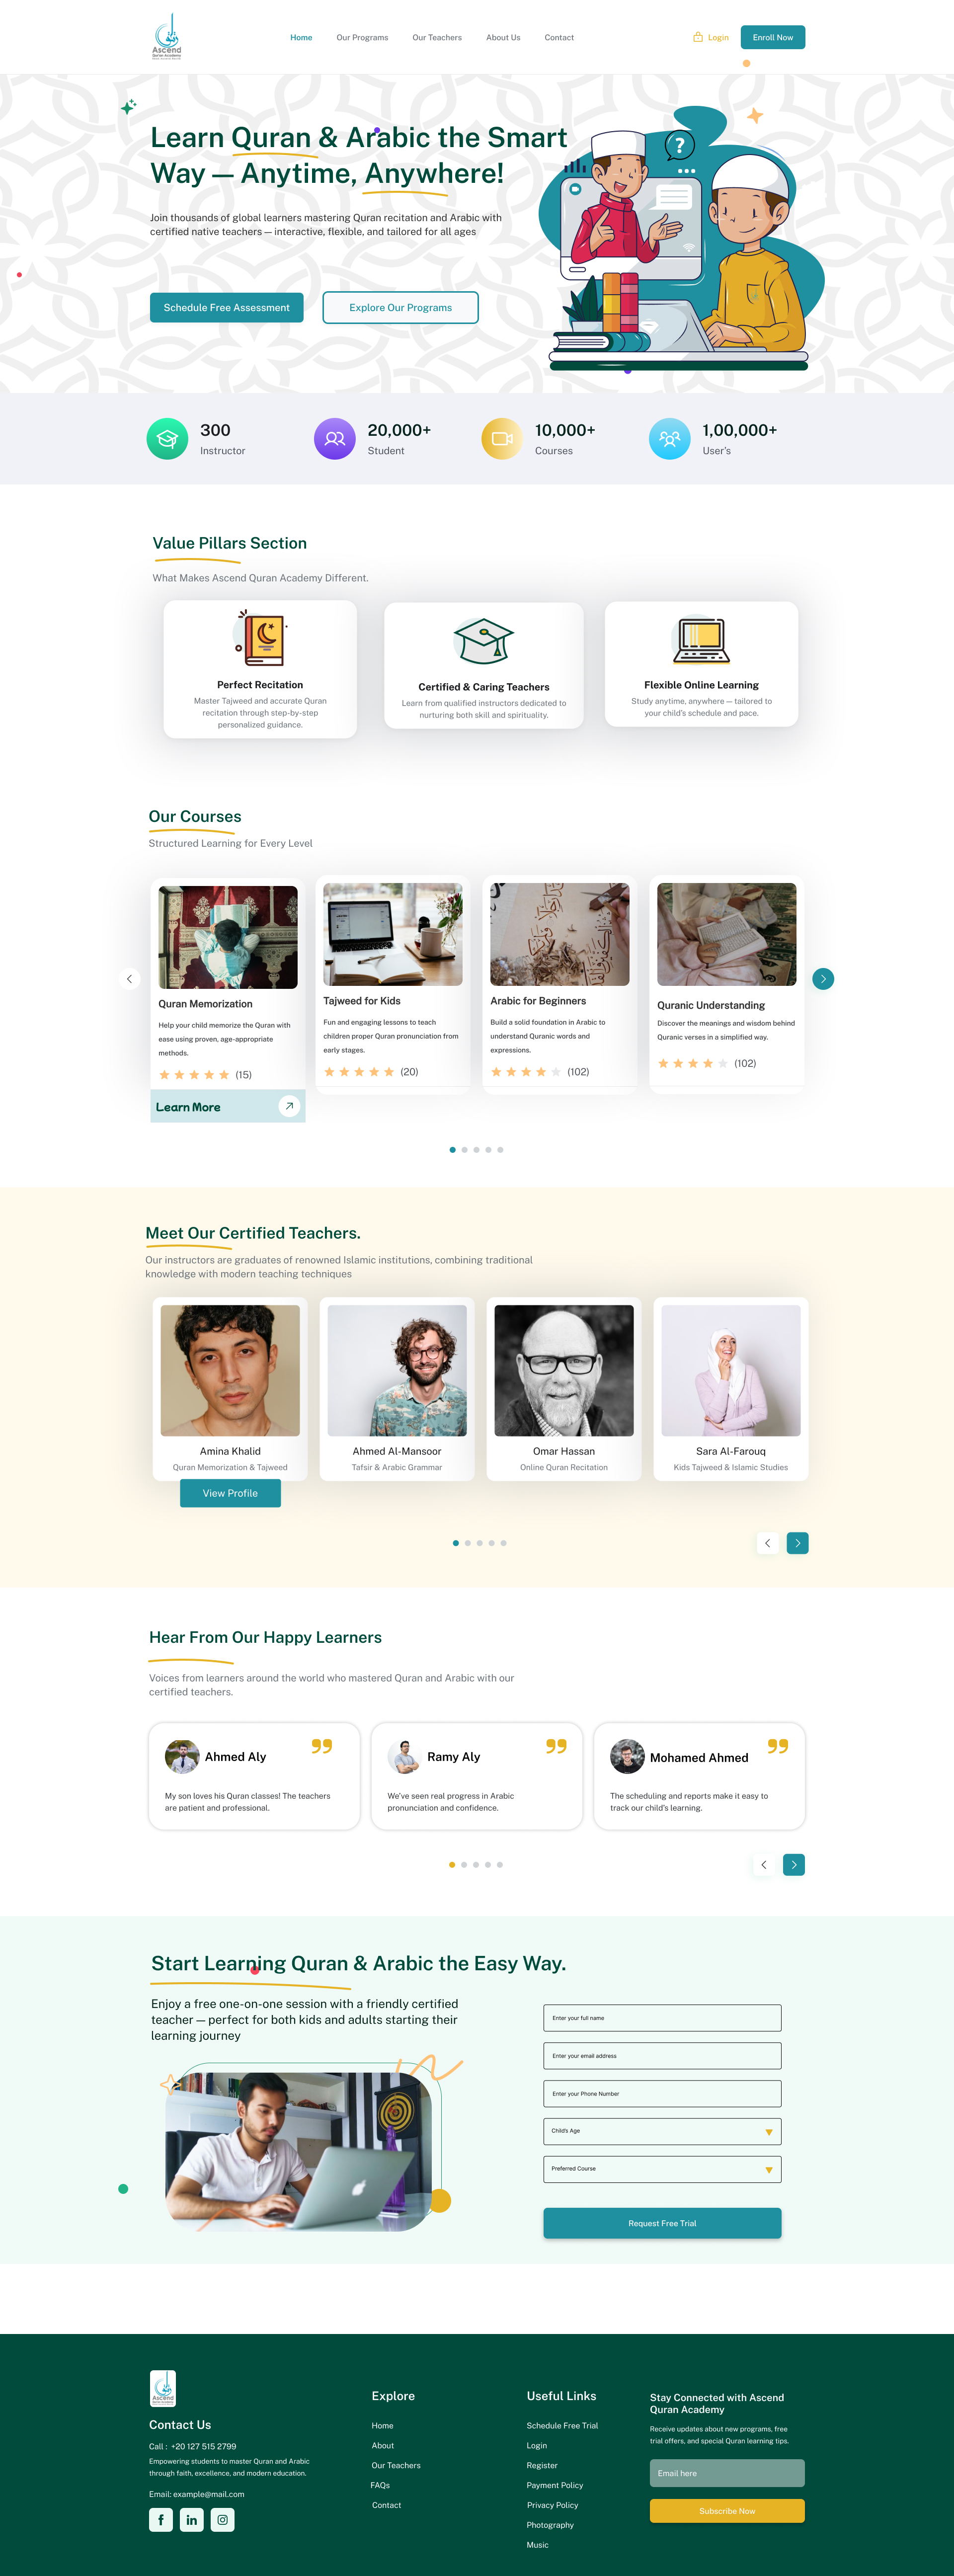 Ascend
Quran Academy
Home
Our Programs
Our Teachers
About Us
Contact
Login
Enroll Now
Learn Quran & Arabic the Smart
Way — Anytime, Anywhere!
Join thousands of global learners mastering Quran recitation and Arabic with
certified native teachers — interactive, flexible, and tailored for all ages
?
Schedule Free Assessment
Explore Our Programs
300
Instructor
20,000+
Student
10,000+
Courses
1,00,000+
User's
Value Pillars Section
What Makes Ascend Quran Academy Different.
Perfect Recitation
Master Tajweed and accurate Quran
recitation through step-by-step
personalized guidance.
Certified & Caring Teachers
Learn from qualified instructors dedicated to
nurturing both skill and spirituality.
Flexible Online Learning
Study anytime, anywhere — tailored to
your child's schedule and pace.
Our Courses
Structured Learning for Every Level
Quran Memorization
Help your child memorize the Quran with
ease using proven, age-appropriate
methods.
(15)
Learn More
Tajweed for Kids
Fun and engaging lessons to teach
children proper Quran pronunciation from
early stages.
(20)
Arabic for Beginners
Build a solid foundation in Arabic to
understand Quranic words and
expressions.
(102)
Quranic Understanding
Discover the meanings and wisdom behind
Quranic verses in a simplified way.
(102)
Meet Our Certified Teachers.
Our instructors are graduates of renowned Islamic institutions, combining traditional
knowledge with modern teaching techniques
Amina Khalid
Quran Memorization & Tajweed
View Profile
Ahmed Al-Mansoor
Tafsir & Arabic Grammar
Omar Hassan
Online Quran Recitation
Sara Al-Farouq
Kids Tajweed & Islamic Studies
Hear From Our Happy Learners
Voices from learners around the world who mastered Quran and Arabic with our
certified teachers.
Ahmed Aly
My son loves his Quran classes! The teachers
are patient and professional.
Ramy Aly
We've seen real progress in Arabic
pronunciation and confidence.
Mohamed Ahmed
The scheduling and reports make it easy to
track our child's learning.
Start Learning Quran & Arabic the Easy Way.
Enjoy a free one-on-one session with a friendly certified
teacher — perfect for both kids and adults starting their
learning journey
Enter your full name
Enter your email address
Enter your Phone Number
Child's Age
Preferred Course
Request Free Trial
Ascend
Contact Us
Call : +20 127 515 2799
Empowering students to master Quran and Arabic
through faith, excellence, and modern education.
Email: example@mail.com
Explore
Home
About
Our Teachers
FAQs
Contact
Useful Links
Schedule Free Trial
Login
Register
Payment Policy
Privacy Policy
Photography
Music
Stay Connected with Ascend
Quran Academy
Receive updates about new programs, free
trial offers, and special Quran learning tips.
Email here
Subscribe Now